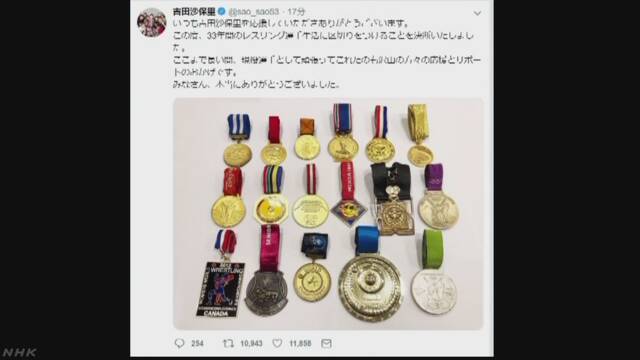 吉田沙保里 @sao_sao53・17分
いつも吉田沙保里を応援していただきありがとうございます。
この度、33年間のレスリング選手生活に区切りをつけることを決断いたしました。
ここまで長い間、現役選手として頑張ってこれたのも沢山の方々の応援とサポートのおかげです。
みなさん、本当にありがとうございました。
WRESTLING
CANADA
254 10,943 11,858
NHK